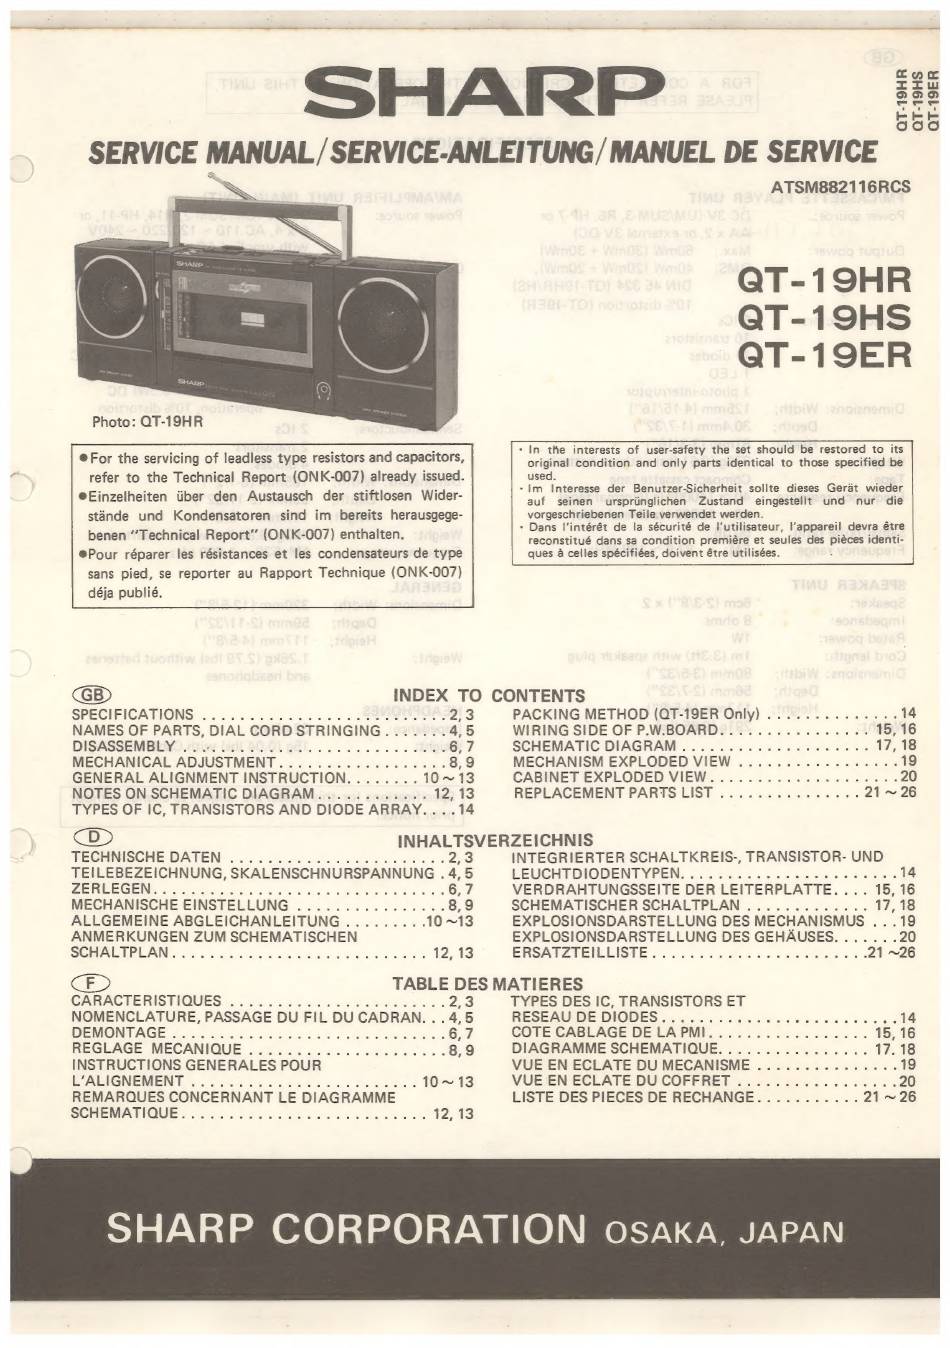 SHARP
QT-19HR
QT-19HS
QT-19ER
SERVICE MANUAL/SERVICE-ANLEITUNG/MANUEL DE SERVICE
ATSM882116RCS
SHARP
SHARP
QT-19HR
QT-19HS
QT-19ER
Photo: QT-19HR
●For the servicing of leadless type resistors and capacitors,
refer to the Technical Report (ONK-007) already issued.
●Einzelheiten über den Austausch der stiftlosen Wider-
stände und Kondensatoren sind im bereits herausgege-
benen "Technical Report" (ONK-007) enthalten.
●Pour réparer les résistances et les condensateurs de type
sans pied, se reporter au Rapport Technique (ONK-007)
déja publié.
· In the interests of user-safety the set should be restored to its
original condition and only parts identical to those specified be
used.
· Im Interesse der Benutzer-Sicherheit sollte dieses Gerät wieder
auf seinen ursprünglichen Zustand eingestellt und nur die
vorgeschriebenen Teile verwendet werden.
· Dans l'intérêt de la sécurité de l'utilisateur, l'appareil devra être
reconstitué dans sa condition première et seules des pièces identi-
ques à celles spécifiées, doivent être utilisées.
GB
INDEX TO CONTENTS
SPECIFICATIONS . . . . . . . . . . . . . . . . . . . . . . . . . 2, 3
NAMES OF PARTS, DIAL CORD STRINGING . . . . . . . 4, 5
DISASSEMBLY . . . . . . . . . . . . . . . . . . . . . . . . . . . 6, 7
MECHANICAL ADJUSTMENT . . . . . . . . . . . . . . . . . 8, 9
GENERAL ALIGNMENT INSTRUCTION . . . . . . . . 10 ~ 13
NOTES ON SCHEMATIC DIAGRAM . . . . . . . . . . . . 12, 13
TYPES OF IC, TRANSISTORS AND DIODE ARRAY . . . . 14
PACKING METHOD (QT-19ER Only) . . . . . . . . . . . . . . 14
WIRING SIDE OF P.W.BOARD . . . . . . . . . . . . . . . . 15, 16
SCHEMATIC DIAGRAM . . . . . . . . . . . . . . . . . . . . 17, 18
MECHANISM EXPLODED VIEW . . . . . . . . . . . . . . . . . 19
CABINET EXPLODED VIEW . . . . . . . . . . . . . . . . . . . . 20
REPLACEMENT PARTS LIST . . . . . . . . . . . . . . . 21 ~ 26
D
INHALTSVERZEICHNIS
TECHNISCHE DATEN . . . . . . . . . . . . . . . . . . . . . . . 2, 3
TEILEBEZEICHNUNG, SKALENSCHNURSPANNUNG . 4, 5
ZERLEGEN . . . . . . . . . . . . . . . . . . . . . . . . . . . . . . 6, 7
MECHANISCHE EINSTELLUNG . . . . . . . . . . . . . . . . 8, 9
ALLGEMEINE ABGLEICHANLEITUNG . . . . . . . . . 10 ~13
ANMERKUNGEN ZUM SCHEMATISCHEN
SCHALTPLAN . . . . . . . . . . . . . . . . . . . . . . . . . . . 12, 13
INTEGRIERTER SCHALTKREIS-, TRANSISTOR- UND
LEUCHTDIODENTYPEN . . . . . . . . . . . . . . . . . . . . . . . 14
VERDRAHTUNGSSEITE DER LEITERPLATTE . . . . 15, 16
SCHEMATISCHER SCHALTPLAN . . . . . . . . . . . . . 17, 18
EXPLOSIONSDARSTELLUNG DES MECHANISMUS . . . 19
EXPLOSIONSDARSTELLUNG DES GEHÄUSES . . . . . . . 20
ERSATZTEILLISTE . . . . . . . . . . . . . . . . . . . . . . . 21 ~26
F
TABLE DES MATIERES
CARACTERISTIQUES . . . . . . . . . . . . . . . . . . . . . . . 2, 3
NOMENCLATURE, PASSAGE DU FIL DU CADRAN . . . 4, 5
DEMONTAGE . . . . . . . . . . . . . . . . . . . . . . . . . . . . 6, 7
REGLAGE MECANIQUE . . . . . . . . . . . . . . . . . . . . . 8, 9
INSTRUCTIONS GENERALES POUR
L'ALIGNEMENT . . . . . . . . . . . . . . . . . . . . . . . . 10 ~ 13
REMARQUES CONCERNANT LE DIAGRAMME
SCHEMATIQUE . . . . . . . . . . . . . . . . . . . . . . . . . . 12, 13
TYPES DES IC, TRANSISTORS ET
RESEAU DE DIODES . . . . . . . . . . . . . . . . . . . . . . . . . 14
COTE CABLAGE DE LA PMI . . . . . . . . . . . . . . . . . 15, 16
DIAGRAMME SCHEMATIQUE . . . . . . . . . . . . . . . . 17. 18
VUE EN ECLATE DU MECANISME . . . . . . . . . . . . . . . 19
VUE EN ECLATE DU COFFRET . . . . . . . . . . . . . . . . . 20
LISTE DES PIECES DE RECHANGE . . . . . . . . . . . 21 ~ 26
SHARP CORPORATION OSAKA, JAPAN